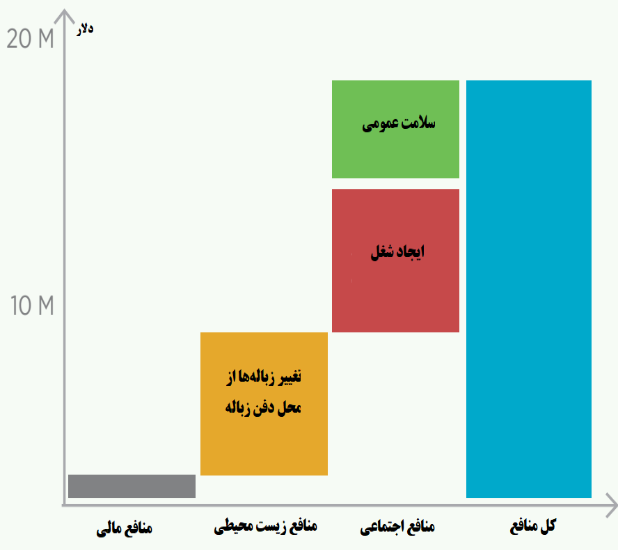 20 M
دلار
سلامت عمومی
ایجاد شغل
10 M
تغییر زباله‌ها از
محل دفن زباله
منافع مالی
منافع زیست محیطی
منافع اجتماعی
کل منافع